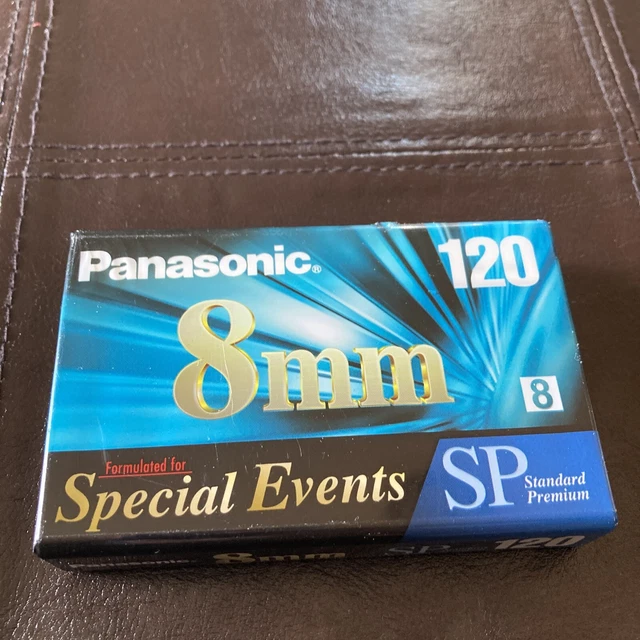 Panasonic®
120
8mm
8
Formulated for
Special Events
SP
Standard
Premium
8mm SP 120